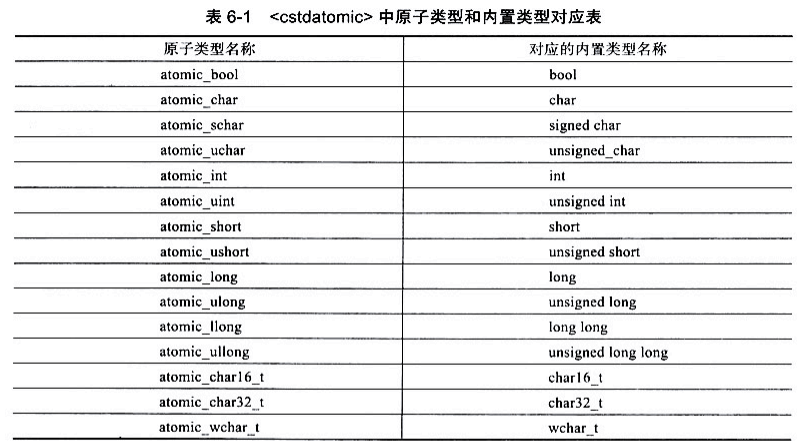 表 6-1 <cstdatomic> 中原子类型和内置类型对应表
原子类型名称 对应的内置类型名称
atomic_bool bool
atomic_char char
atomic_schar signed char
atomic_uchar unsigned_char
atomic_int int
atomic_uint unsigned int
atomic_short short
atomic_ushort unsigned short
atomic_long long
atomic_ulong unsigned long
atomic_llong long long
atomic_ullong unsigned long long
atomic_char16_t char16_t
atomic_char32_t char32_t
atomic_wchar_t wchar_t